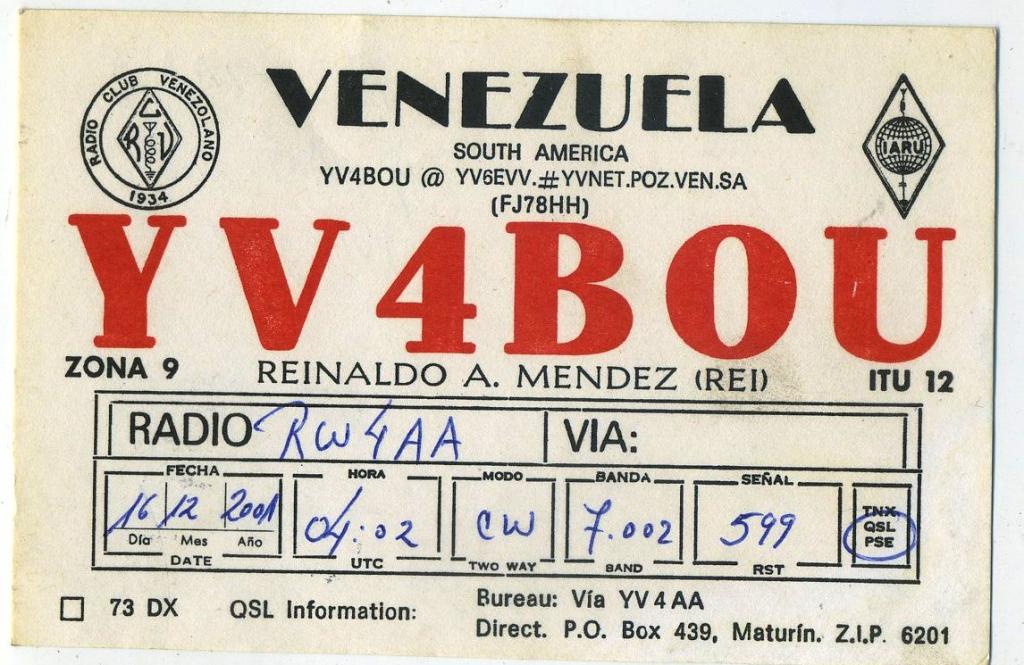 RADIO CLUB VENEZOLANO
R C V
1934
VENEZUELA
SOUTH AMERICA
YV4BOU @ YV6EVV.#YVNET.POZ.VEN.SA
(FJ78HH)
IARU
YV4BOU
ZONA 9
REINALDO A. MENDEZ (REI)
ITU 12
RADIO RW4AA
VIA:
FECHA
16 12 2001
Día Mes Año
DATE
HORA
04:02
UTC
MODO
CW
TWO WAY
BANDA
7.002
BAND
SEÑAL
599
RST
TNX
QSL
PSE
73 DX
QSL Information:
Bureau: Vía YV4AA
Direct. P.O. Box 439, Maturín. Z.I.P. 6201